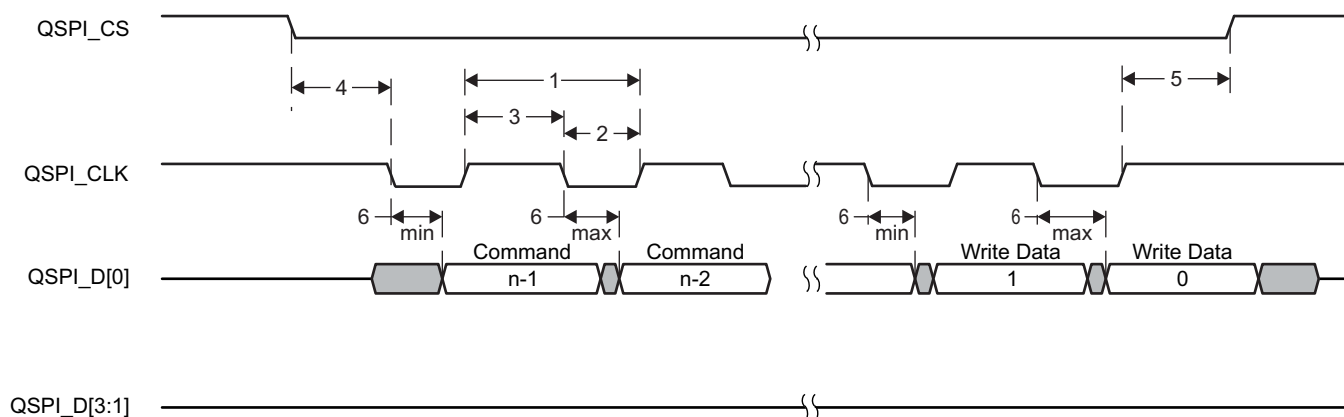 QSPI_CS
4
1
5
3
2
QSPI_CLK
6 min
6 max
6 min
6 max
Command Command
Write Data Write Data
QSPI_D[0]
n-1 n-2
1 0
QSPI_D[3:1]